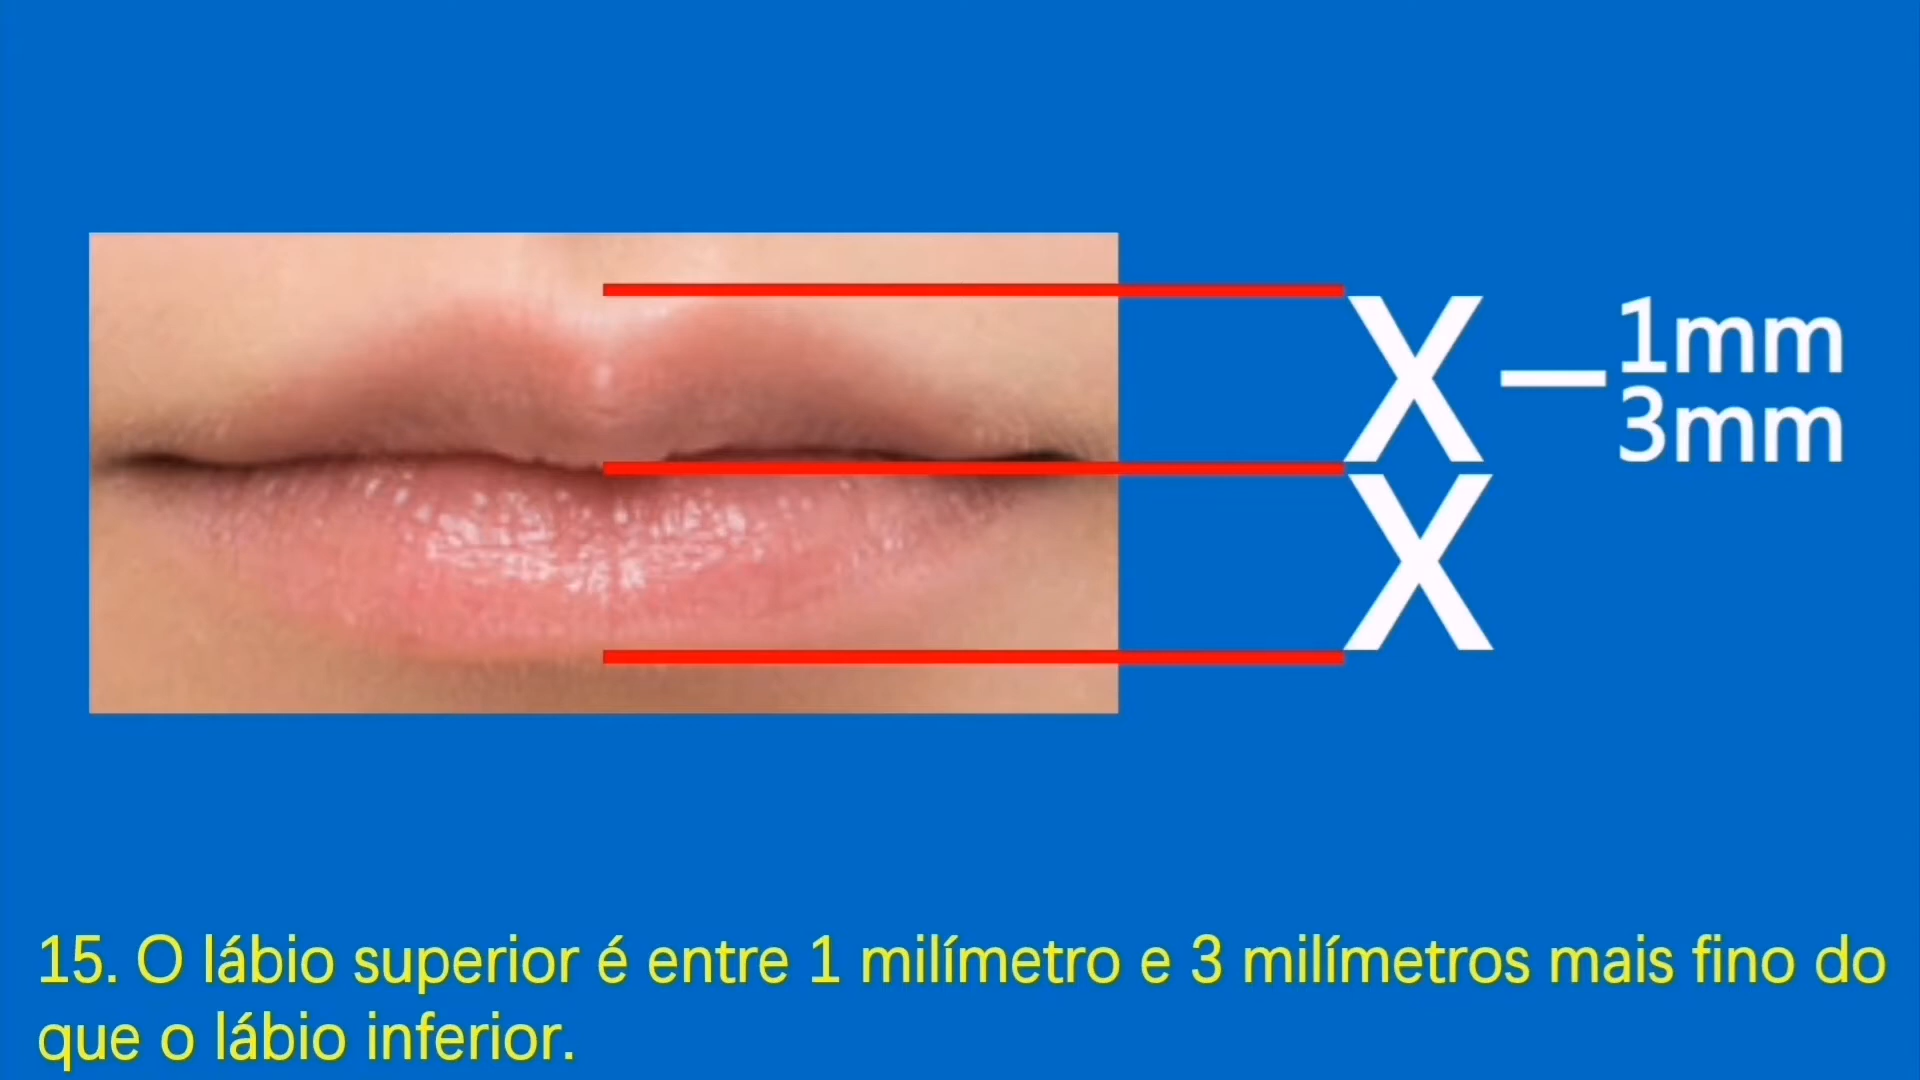 X — 1mm
3mm
X
15. O lábio superior é entre 1 milímetro e 3 milímetros mais fino do
que o lábio inferior.